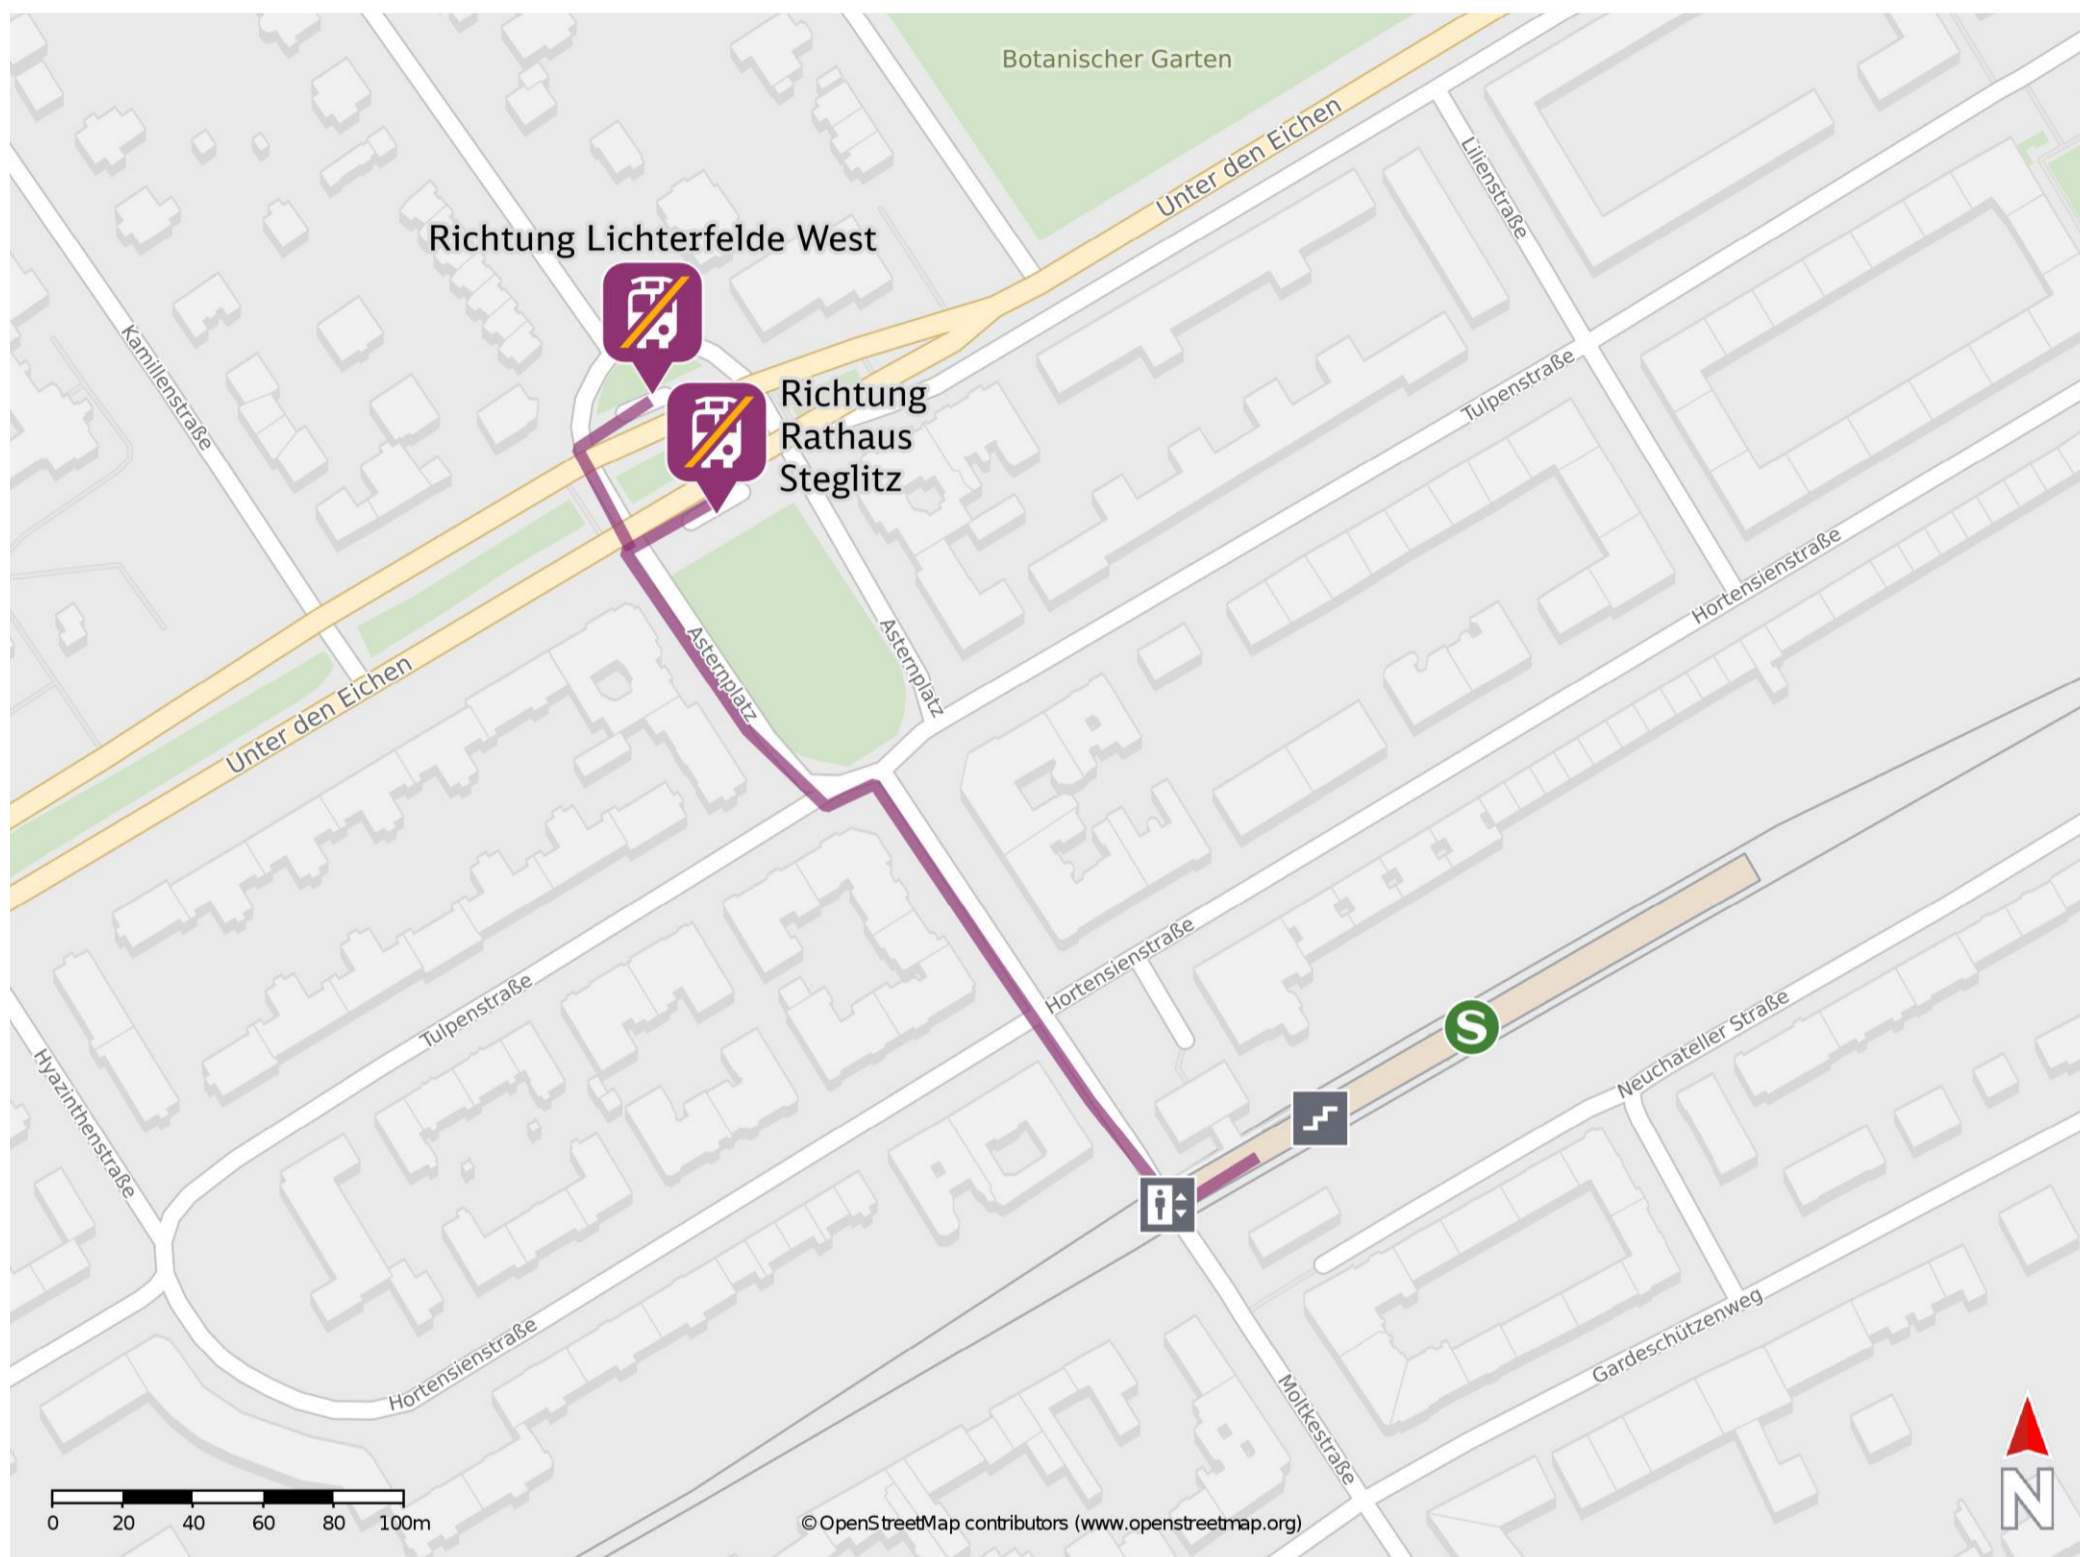 Botanischer Garten
Unter den Eichen
Lilienstraße
Richtung Lichterfelde West
Kamillenstraße
Richtung
Rathaus
Steglitz
Tulpenstraße
Hortensienstraße
Asternplatz
Asternplatz
Unter den Eichen
Hortensienstraße
Tulpenstraße
Neuchateller Straße
S
Hyazinthenstraße
Gardeschützenweg
Hortensienstraße
Moltkestraße
0 20 40 60 80 100m
© OpenStreetMap contributors (www.openstreetmap.org)
N